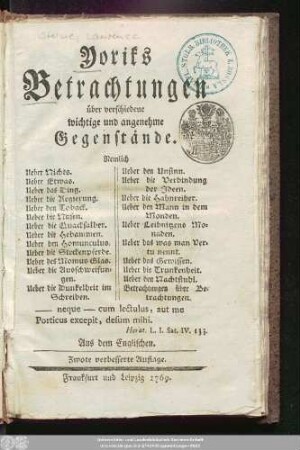 Yoriks
Betrachtungen
über verschiedene
wichtige und angenehme
Gegenstände.
Nemlich
Ueber Nichts.
Ueber Etwas.
Ueber das Ding.
Ueber die Regierung.
Ueber den Toback.
Ueber die Nasen.
Ueber die Quacksalber.
Ueber die Hebammen.
Ueber den Homunculus.
Ueber die Steckenpferde.
Ueber des Momus Glas.
Ueber die Ausschweifun-
gen.
Ueber die Dunkelheit im
Schreiben.
Ueber den Unsinn.
Ueber die Verbindung
der Ideen.
Ueber die Hahnreiher.
Ueber den Mann in dem
Monden.
Ueber Leibnitzens Mo-
naden.
Ueber das was man Ver-
tu nennt.
Ueber das Gewissen.
Ueber die Trunkenheit.
Ueber den Nachtstuhl.
Betrachtungen über Be-
trachtungen.
— neque — cum lectulus, aut me
Porticus excepit, desum mihi.
Horat. L. I. Sat. IV. 133.
Aus dem Englischen.
Zwote verbesserte Auflage.
Frankfurt und Leipzig 1769.